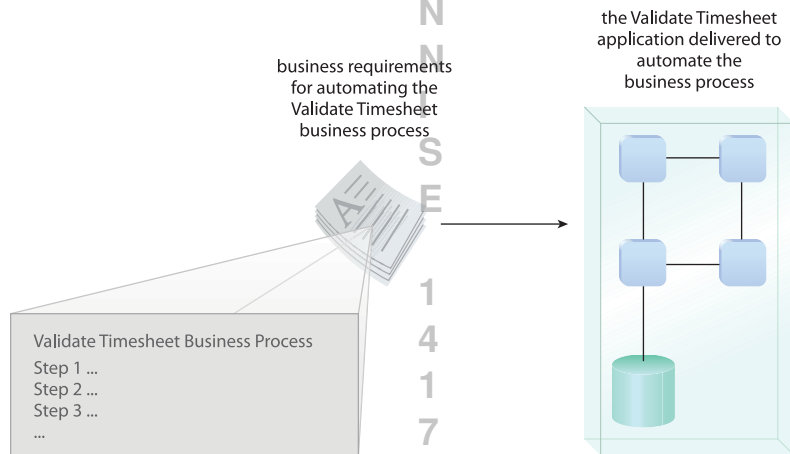 the Validate Timesheet
application delivered to
automate the
business process
business requirements
for automating the
Validate Timesheet
business process
A
Validate Timesheet Business Process
Step 1 ...
Step 2 ...
Step 3 ...
...
N
N
I
S
E
1
4
1
7